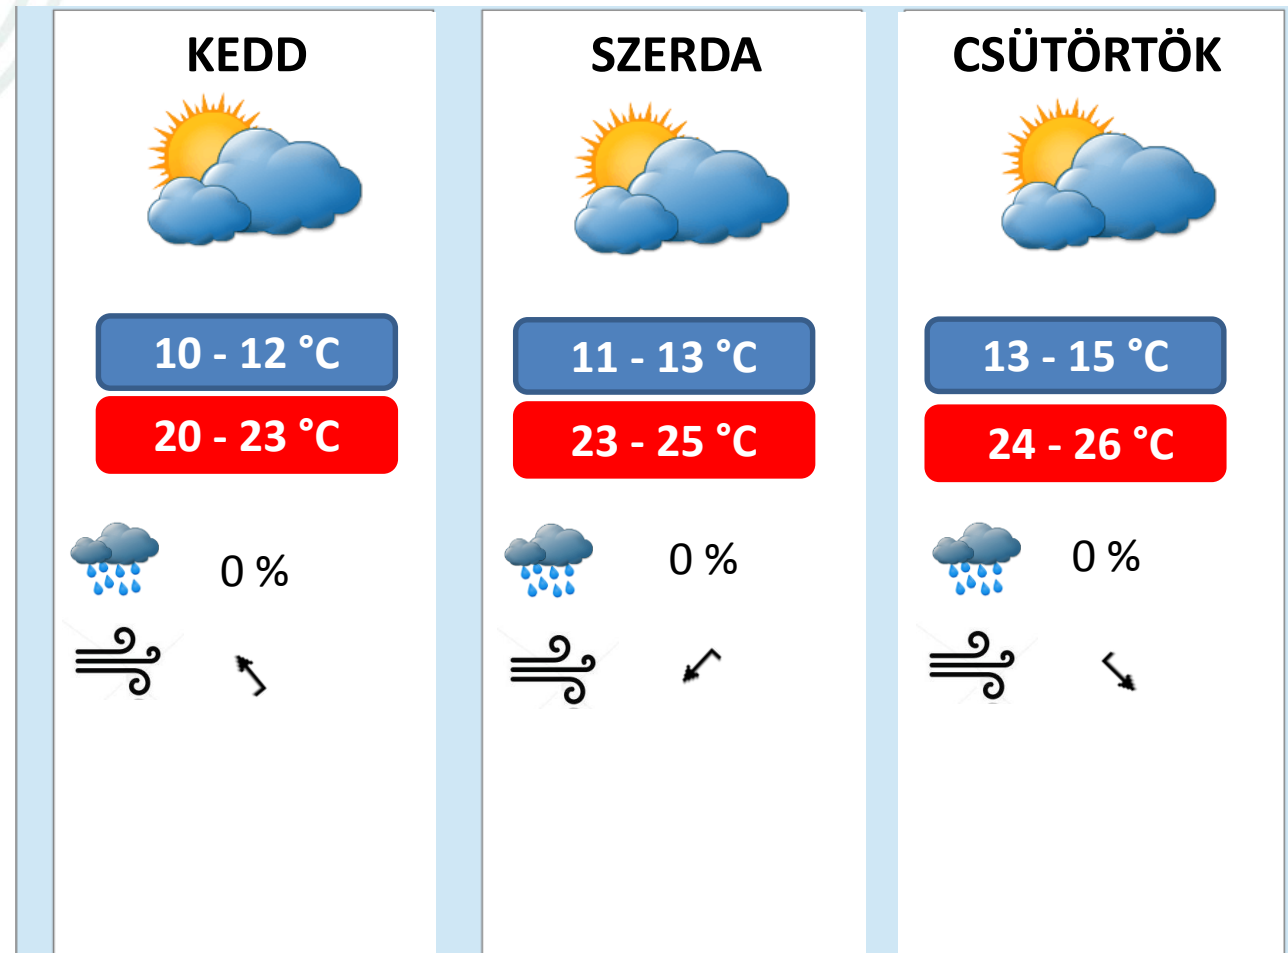 KEDD
10 - 12 °C
20 - 23 °C
0 %
SZERDA
11 - 13 °C
23 - 25 °C
0 %
CSÜTÖRTÖK
13 - 15 °C
24 - 26 °C
0 %